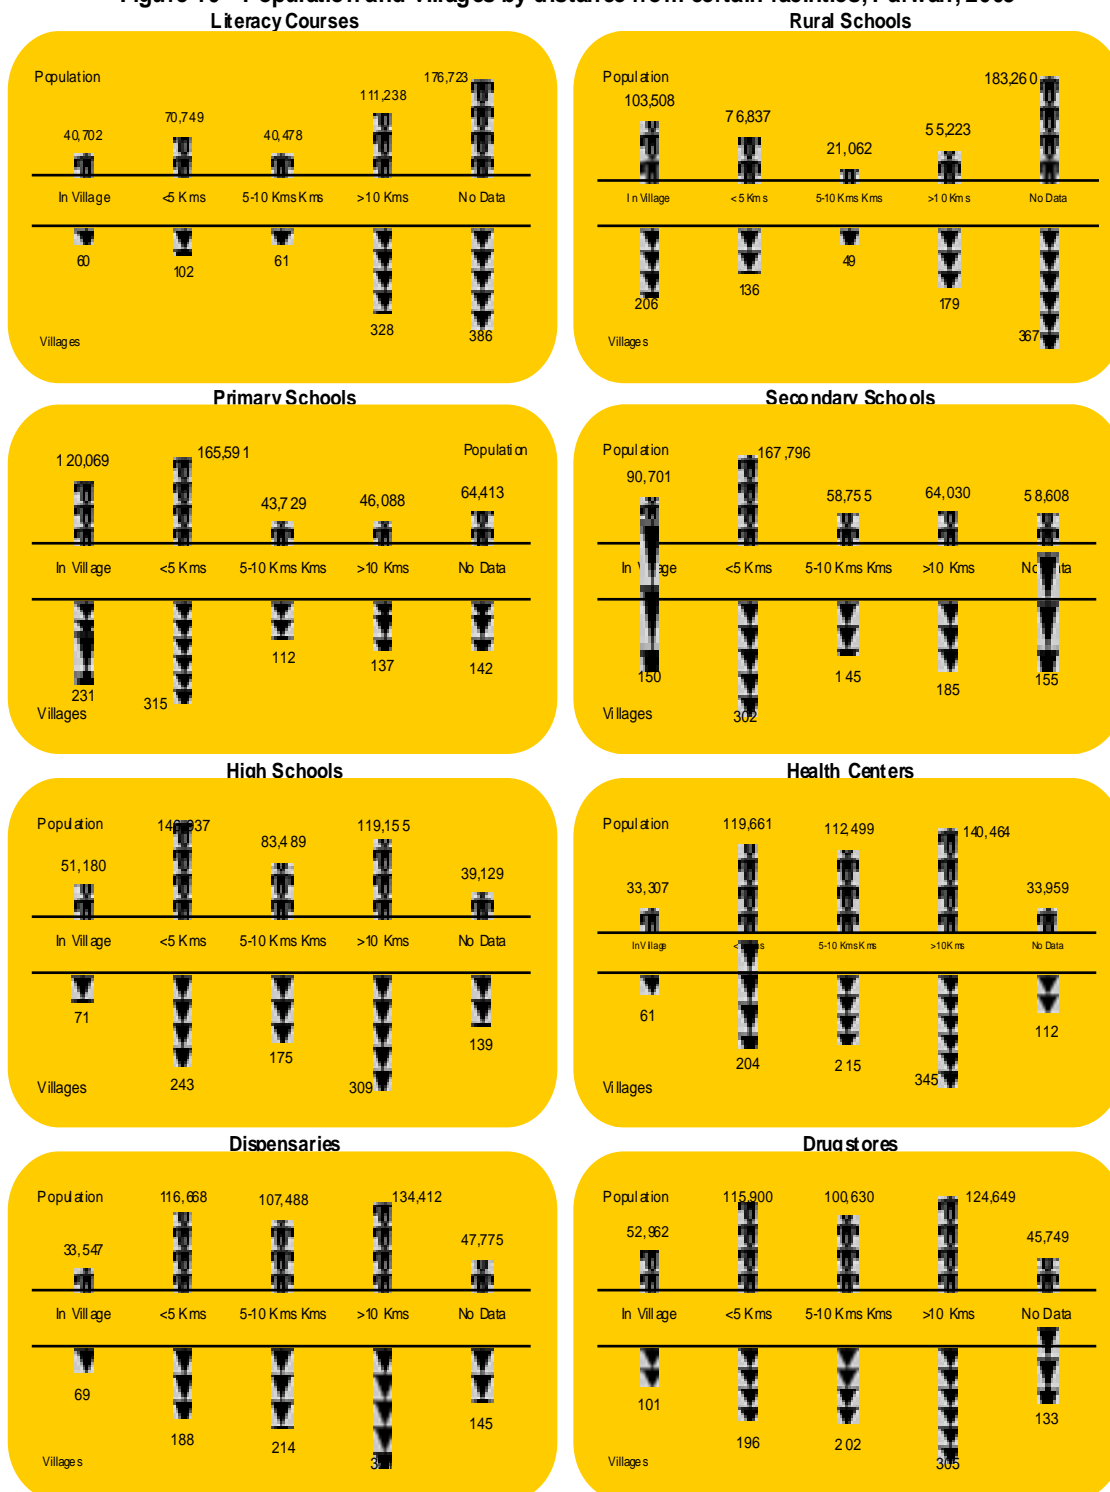 Literacy Courses
Population
40,702
70,749
40,478
111,238
176,723
In Village
<5 Kms
5-10 Kms Kms
>10 Kms
No Data
60
102
61
328
386
Villages
Rural Schools
Population
103,508
76,837
21,062
55,223
183,260
In Village
<5 Kms
5-10 Kms Kms
>10 Kms
No Data
206
136
49
179
367
Villages
Primary Schools
Population
120,069
165,591
43,729
46,088
64,413
In Village
<5 Kms
5-10 Kms Kms
>10 Kms
No Data
231
315
112
137
142
Villages
Secondary Schools
Population
90,701
167,796
58,755
64,030
58,608
In
<5 Kms
5-10 Kms Kms
>10 Kms
150
302
145
185
155
Villages
High Schools
Population
51,180
83,489
119,155
39,129
In Village
<5 Kms
5-10 Kms Kms
>10 Kms
No Data
71
243
175
309
139
Villages
Health Centers
Population
33,307
119,661
112,499
140,464
33,959
In Village
5-10 Kms Kms
>10 Kms
No Data
61
204
215
345
112
Villages
Dispensaries
Population
33,547
116,668
107,488
134,412
47,775
In Village
<5 Kms
5-10 Kms Kms
>10 Kms
No Data
69
188
214
145
Drugstores
Population
52,962
115,900
100,630
124,649
45,749
In Village
<5 Kms
5-10 Kms Kms
>10 Kms
No Data
101
196
202
305
133
Villages